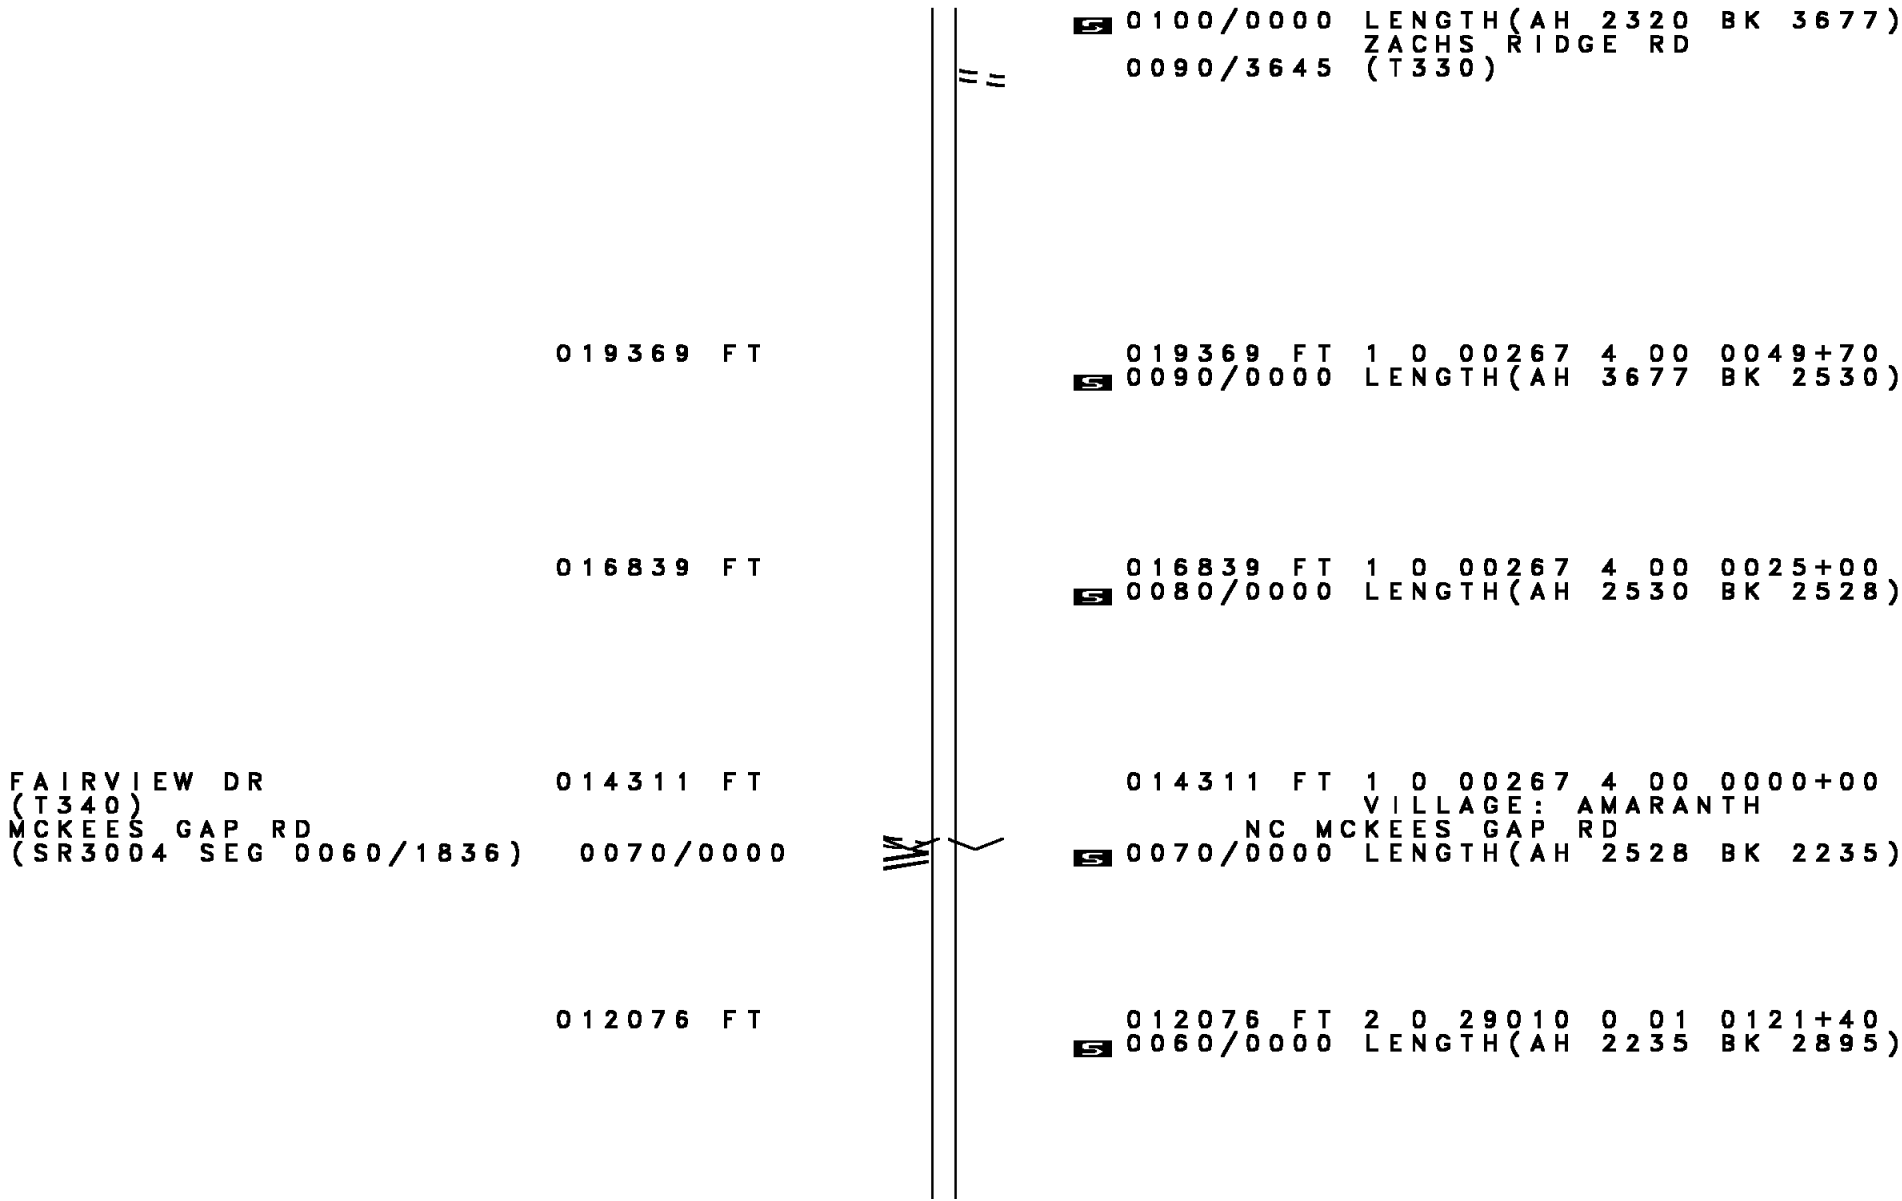 S 0100/0000 LENGTH(AH 2320 BK 3677)
ZACHS RIDGE RD
0090/3645 (T330)
019369 FT 019369 FT 1 0 00267 4 00 0049+70
S 0090/0000 LENGTH(AH 3677 BK 2530)
016839 FT 016839 FT 1 0 00267 4 00 0025+00
S 0080/0000 LENGTH(AH 2530 BK 2528)
FAIRVIEW DR 014311 FT 014311 FT 1 0 00267 4 00 0000+00
(T340) VILLAGE: AMARANTH
MCKEES GAP RD NC MCKEES GAP RD
(SR3004 SEG 0060/1836) 0070/0000 S 0070/0000 LENGTH(AH 2528 BK 2235)
012076 FT 012076 FT 2 0 29010 0 01 0121+40
S 0060/0000 LENGTH(AH 2235 BK 2895)